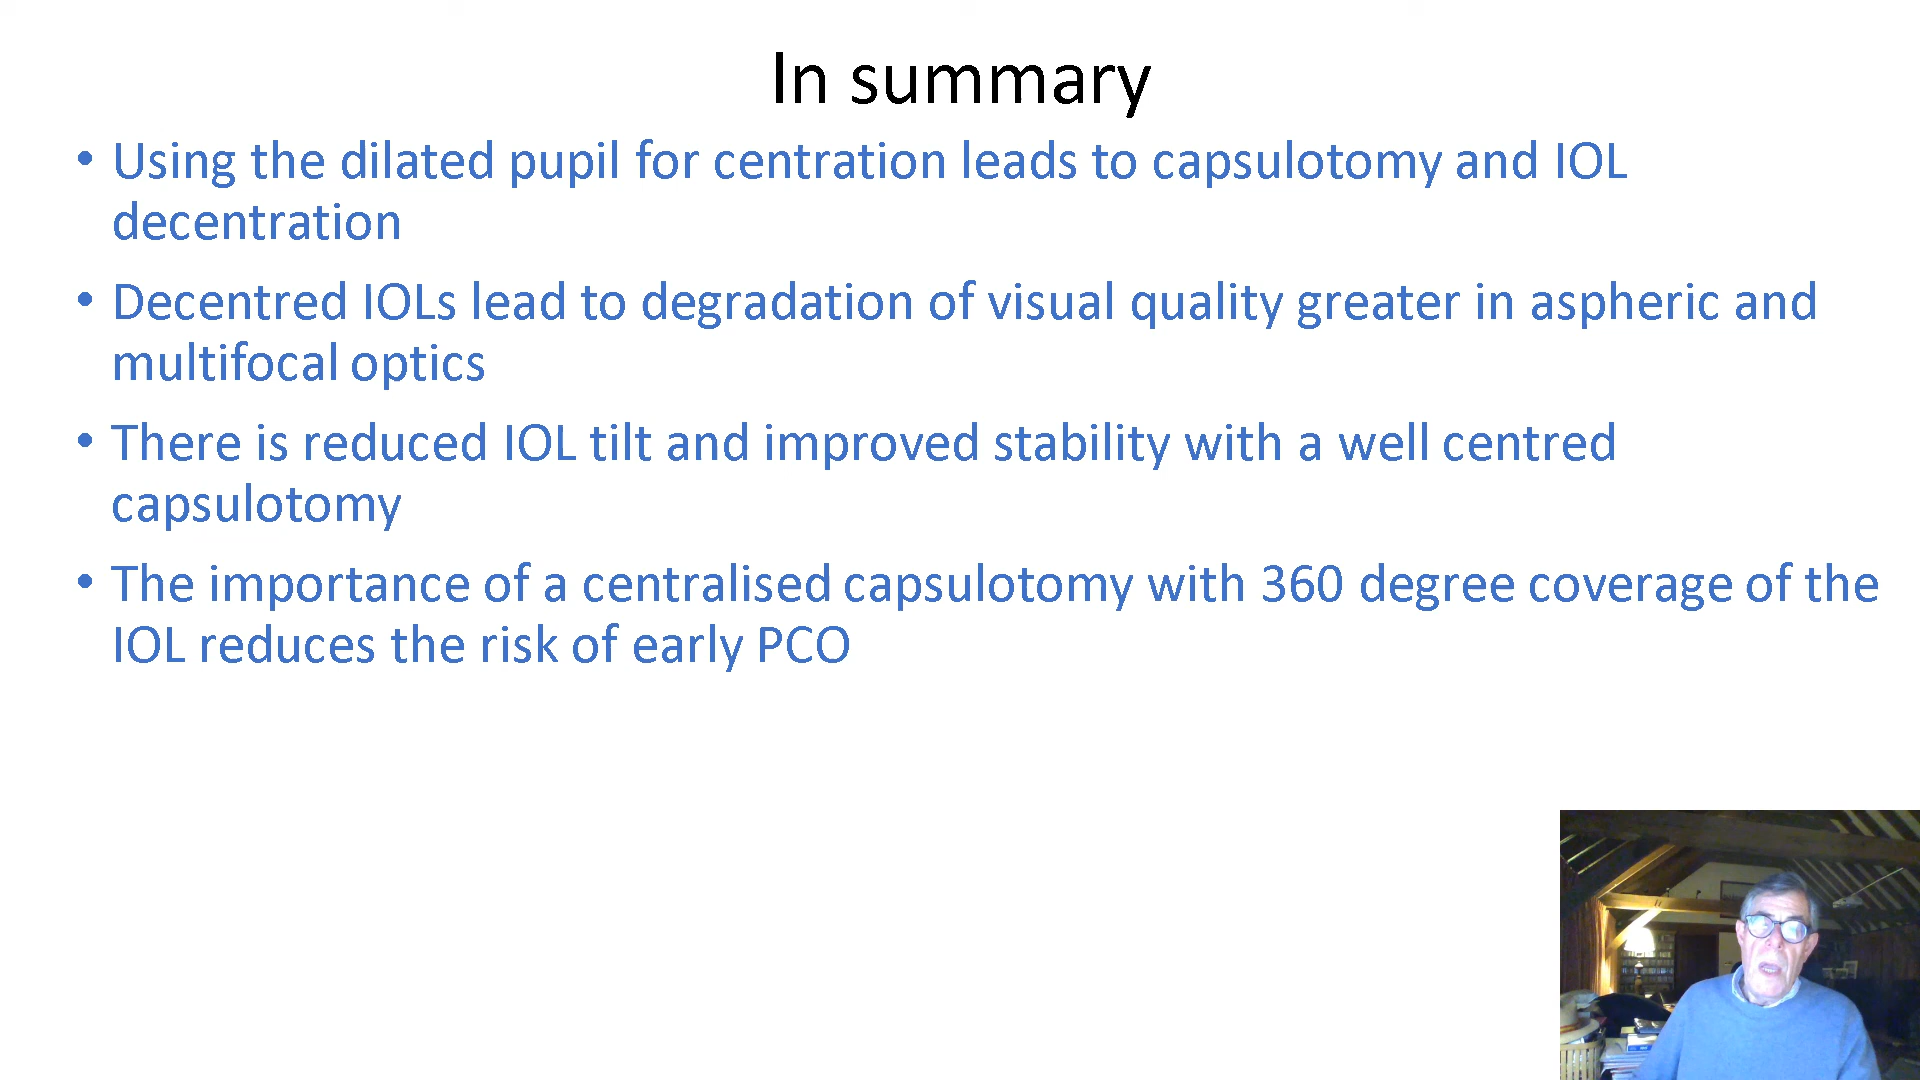 In summary
• Using the dilated pupil for centration leads to capsulotomy and IOL
decentration
• Decentred IOLs lead to degradation of visual quality greater in aspheric and
multifocal optics
• There is reduced IOL tilt and improved stability with a well centred
capsulotomy
• The importance of a centralised capsulotomy with 360 degree coverage of the
IOL reduces the risk of early PCO